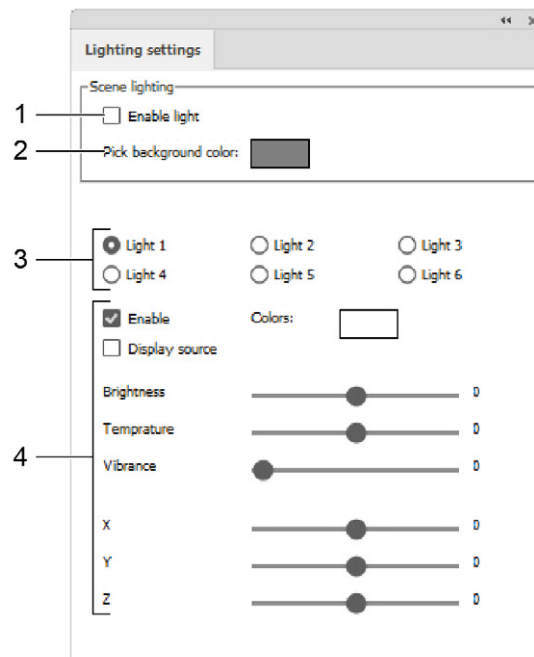 Lighting settings
Scene lighting
1 Enable light
2 Pick background color:
3 Light 1 Light 2 Light 3
Light 4 Light 5 Light 6
Enable Colors:
Display source
Brightness 0
Temprature 0
4 Vibrance 0
X 0
Y 0
Z 0